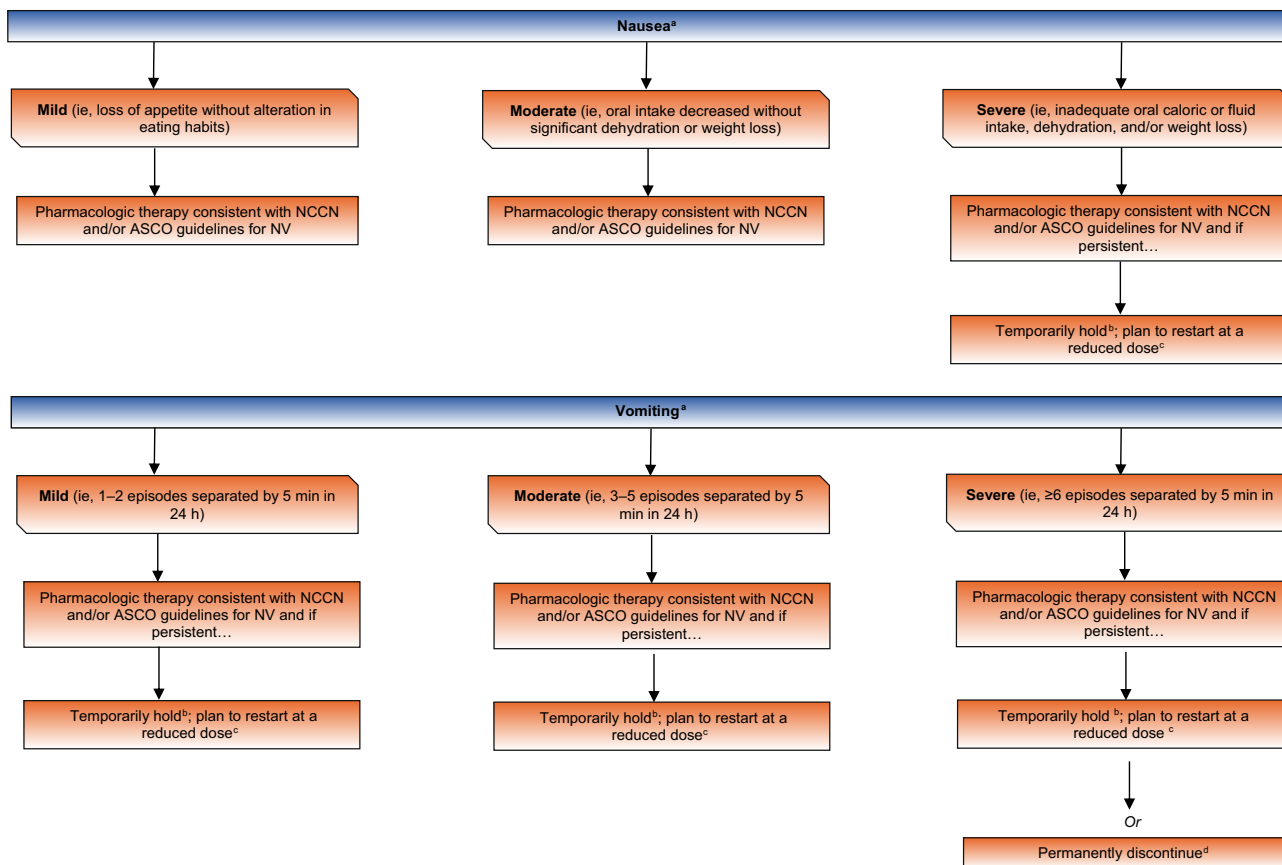 Nauseaᵃ
Mild (ie, loss of appetite without alteration in
eating habits)
Moderate (ie, oral intake decreased without
significant dehydration or weight loss)
Severe (ie, inadequate oral caloric or fluid
intake, dehydration, and/or weight loss)
Pharmacologic therapy consistent with NCCN
and/or ASCO guidelines for NV
Pharmacologic therapy consistent with NCCN
and/or ASCO guidelines for NV
Pharmacologic therapy consistent with NCCN
and/or ASCO guidelines for NV and if
persistent…
Temporarily holdᵇ; plan to restart at a
reduced doseᶜ
Vomitingᵃ
Mild (ie, 1–2 episodes separated by 5 min in
24 h)
Moderate (ie, 3–5 episodes separated by 5
min in 24 h)
Severe (ie, ≥6 episodes separated by 5 min in
24 h)
Pharmacologic therapy consistent with NCCN
and/or ASCO guidelines for NV and if
persistent…
Pharmacologic therapy consistent with NCCN
and/or ASCO guidelines for NV and if
persistent…
Pharmacologic therapy consistent with NCCN
and/or ASCO guidelines for NV and if
persistent…
Temporarily holdᵇ; plan to restart at a
reduced doseᶜ
Temporarily holdᵇ; plan to restart at a
reduced doseᶜ
Temporarily hold ᵇ; plan to restart at a
reduced dose ᶜ
Or
Permanently discontinueᵈ